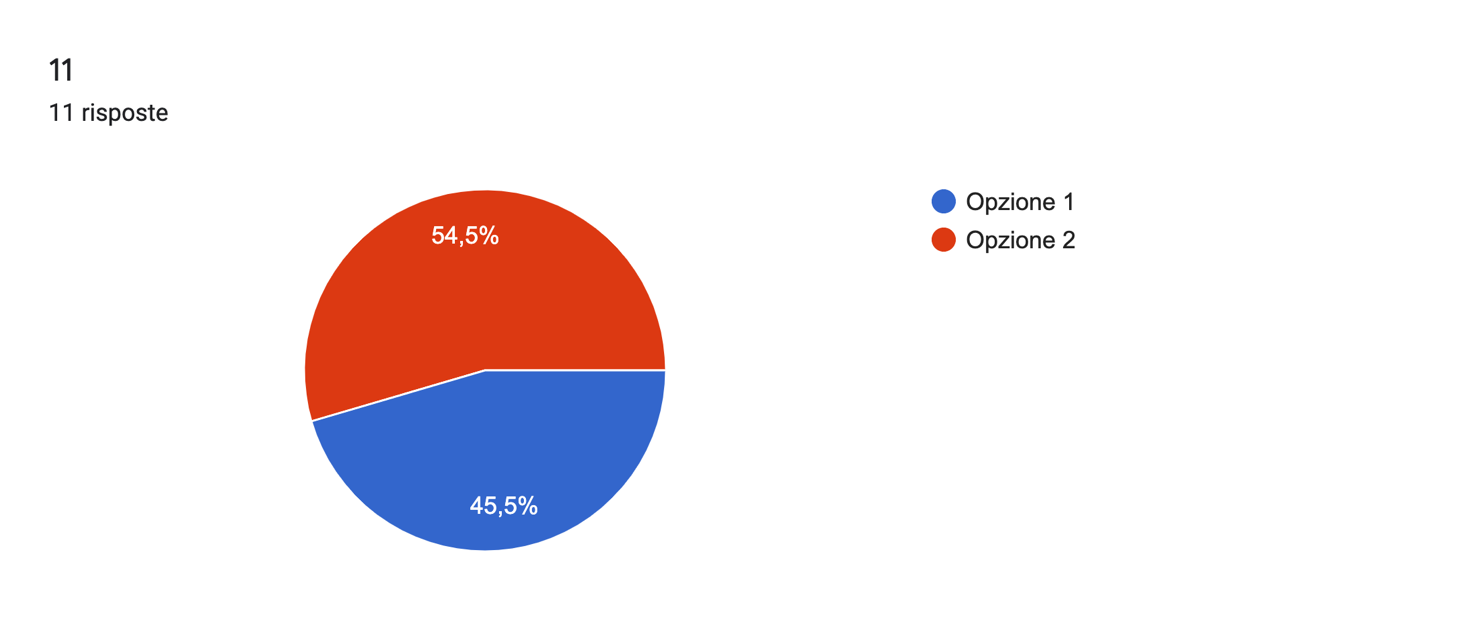 11
11 risposte
54,5%
45,5%
Opzione 1
Opzione 2